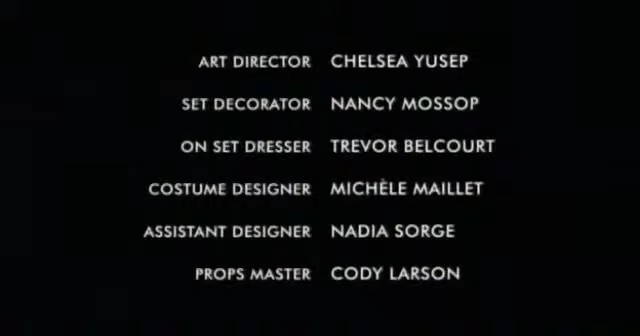 ART DIRECTOR CHELSEA YUSEP
SET DECORATOR NANCY MOSSOP
ON SET DRESSER TREVOR BELCOURT
COSTUME DESIGNER MICHÈLE MAILLET
ASSISTANT DESIGNER NADIA SORGE
PROPS MASTER CODY LARSON